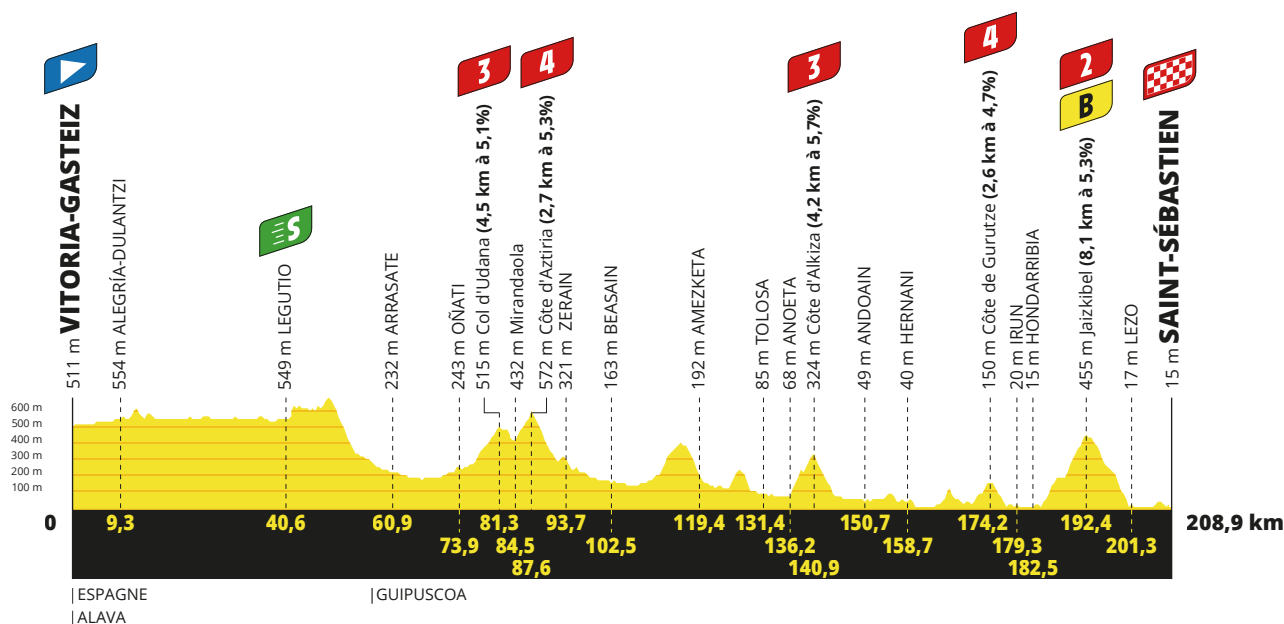 3
4
3
4
2
B
S
511 m VITORIA-GASTEIZ
554 m ALEGRÍA-DULANTZI
549 m LEGUTIO
232 m ARRASATE
243 m OÑATI
515 m Col d'Udana (4,5 km à 5,1%)
432 m Mirandaola
572 m Côte d'Aztiria (2,7 km à 5,3%)
321 m ZERAIN
163 m BEASAIN
192 m AMEZKETA
85 m TOLOSA
68 m ANOETA
324 m Côte d'Alkiza (4,2 km à 5,7%)
49 m ANDOAIN
40 m HERNANI
150 m Côte de Gurutze (2,6 km à 4,7%)
20 m IRUN
15 m HONDARRIBIA
455 m Jaizkibel (8,1 km à 5,3%)
17 m LEZO
15 m SAINT-SÉBASTIEN
600 m
500 m
400 m
300 m
200 m
100 m
0 9,3 40,6 60,9 81,3 93,7 119,4 131,4 150,7 174,2 192,4 208,9 km
73,9 84,5 102,5 136,2 158,7 179,3 201,3
87,6 140,9 182,5
|ESPAGNE |GUIPUSCOA
|ALAVA